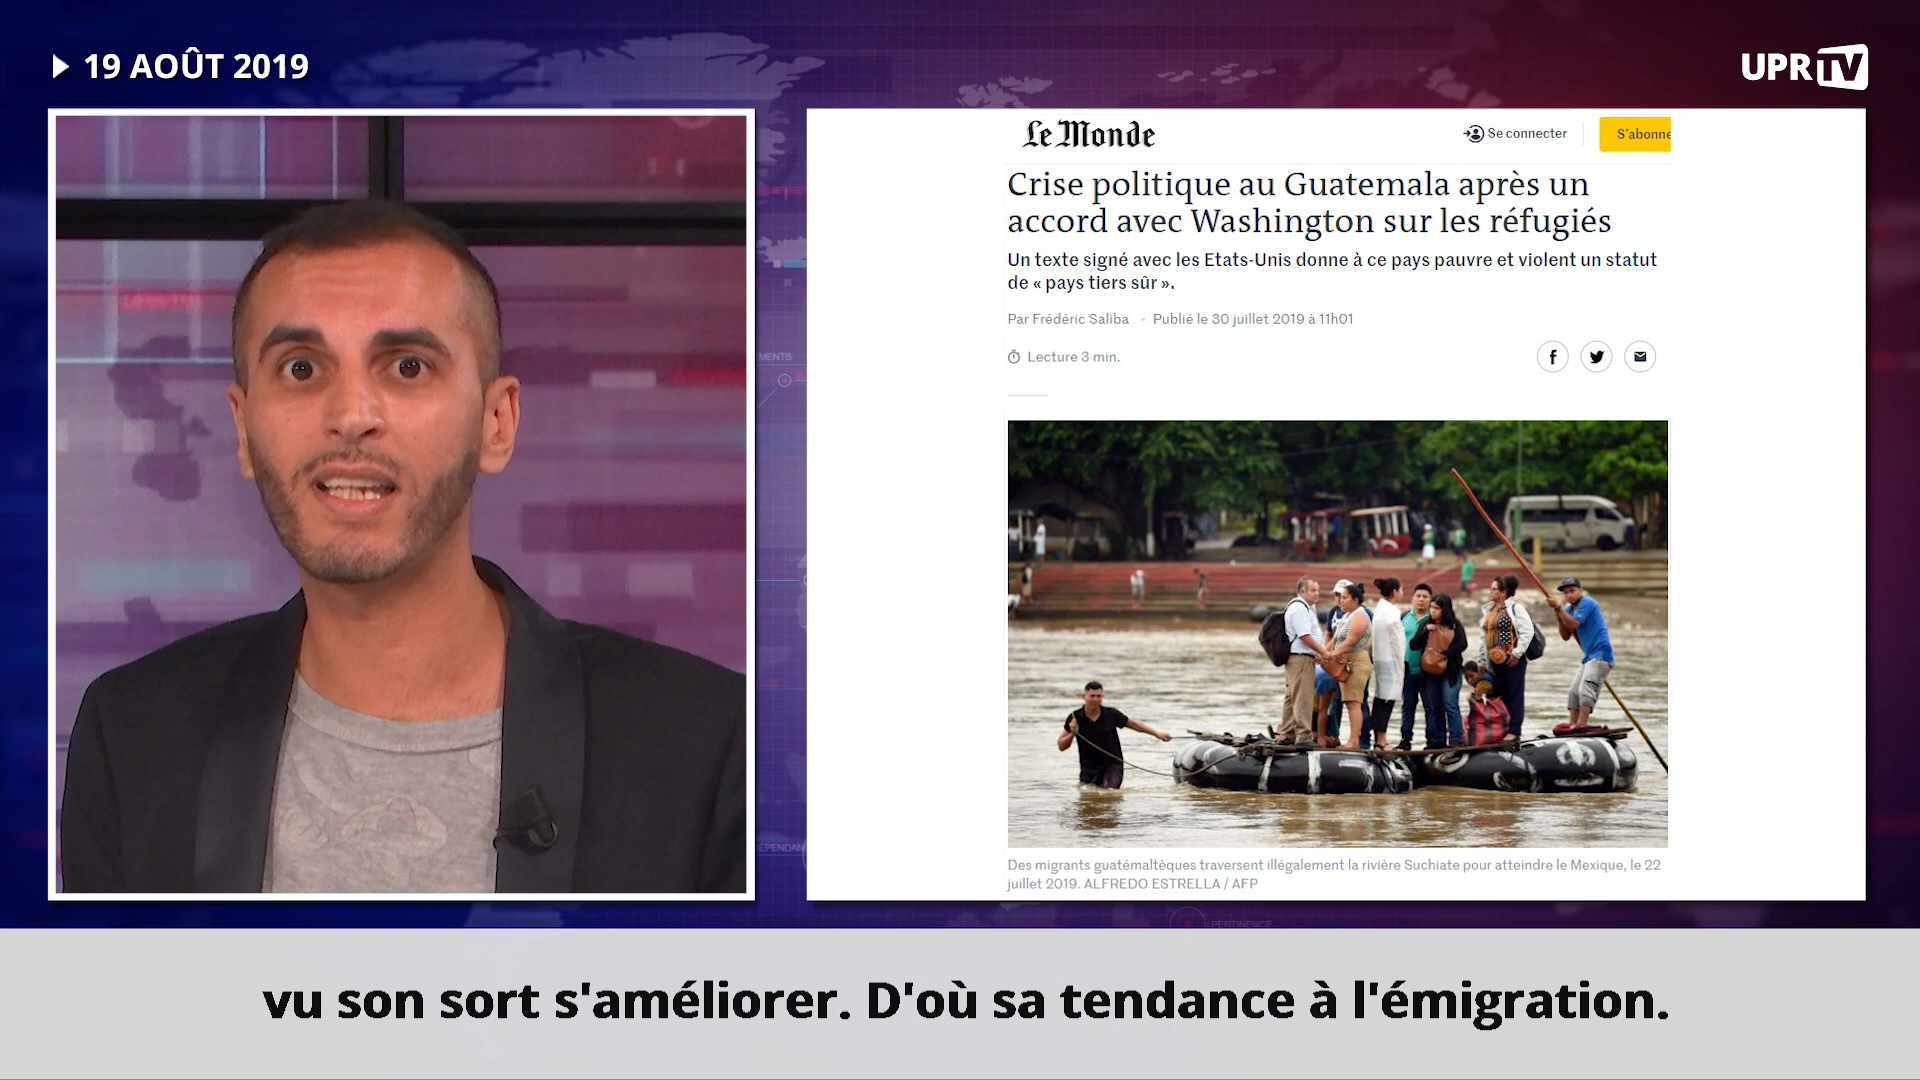 19 AOÛT 2019
UPR TV
Le Monde
Se connecter
S'abonne
Crise politique au Guatemala après un
accord avec Washington sur les réfugiés
Un texte signé avec les Etats-Unis donne à ce pays pauvre et violent un statut
de « pays tiers sûr ».
Par Frédéric Saliba • Publié le 30 juillet 2019 à 11h01
Lecture 3 min.
MENTS
Des migrants guatémaltèques traversent illégalement la rivière Suchiate pour atteindre le Mexique, le 22
juillet 2019. ALFREDO ESTRELLA / AFP
/PERTINENCE
vu son sort s'améliorer. D'où sa tendance à l'émigration.